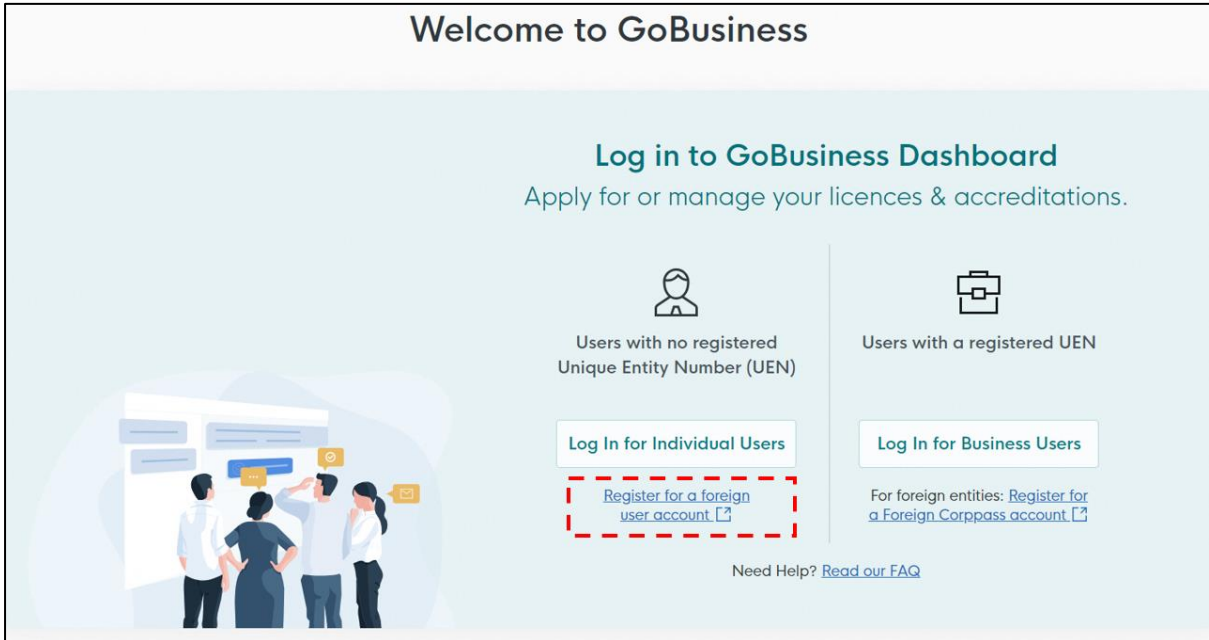 Welcome to GoBusiness
Log in to GoBusiness Dashboard
Apply for or manage your licences & accreditations.
Users with no registered
Unique Entity Number (UEN)
Log In for Individual Users
Register for a foreign
user account
Users with a registered UEN
Log In for Business Users
For foreign entities: Register for
a Foreign Corppass account
Need Help? Read our FAQ